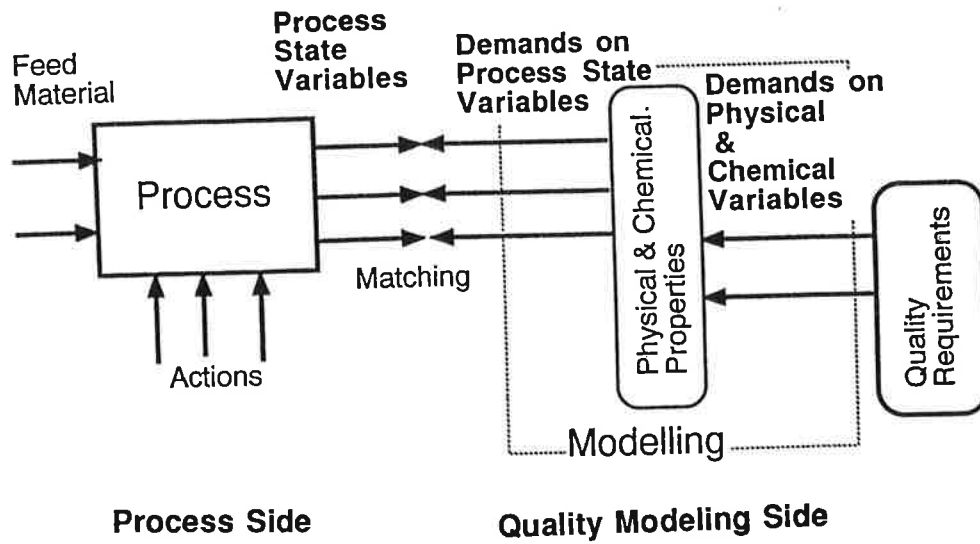 Feed
Material
Process
State
Variables
Demands on
Process State
Variables
Demands on
Physical
&
Chemical
Variables
Process
Matching
Actions
Physical & Chemical.
Properties
Quality
Requirements
Modelling
Process Side
Quality Modeling Side